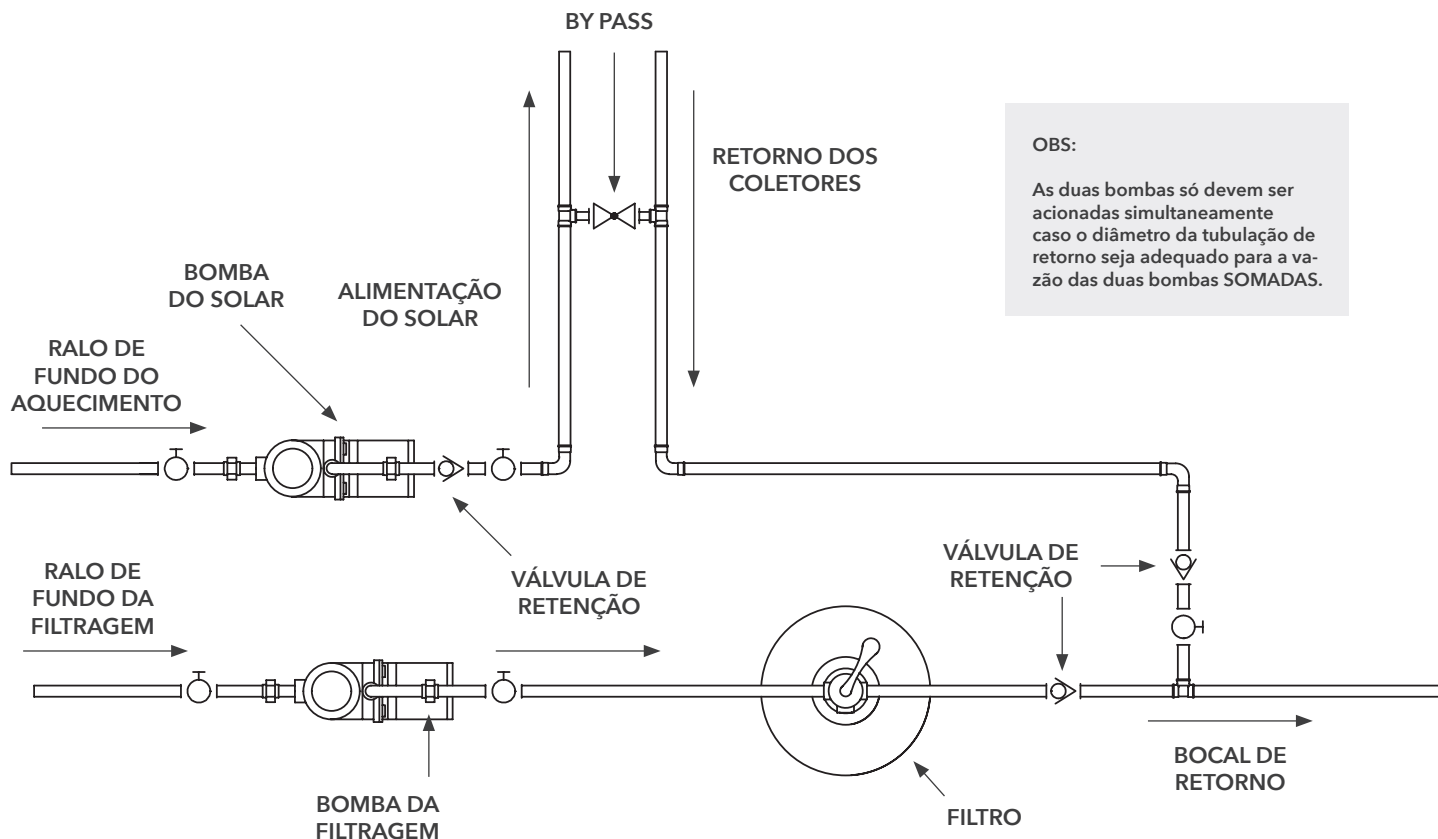 BY PASS
RETORNO DOS
COLETORES
OBS:
As duas bombas só devem ser
acionadas simultaneamente
caso o diâmetro da tubulação de
retorno seja adequado para a va-
zão das duas bombas SOMADAS.
BOMBA
DO SOLAR
ALIMENTAÇÃO
DO SOLAR
RALO DE
FUNDO DO
AQUECIMENTO
VÁLVULA DE
RETENÇÃO
VÁLVULA DE
RETENÇÃO
RALO DE
FUNDO DA
FILTRAGEM
BOMBA DA
FILTRAGEM
FILTRO
BOCAL DE
RETORNO